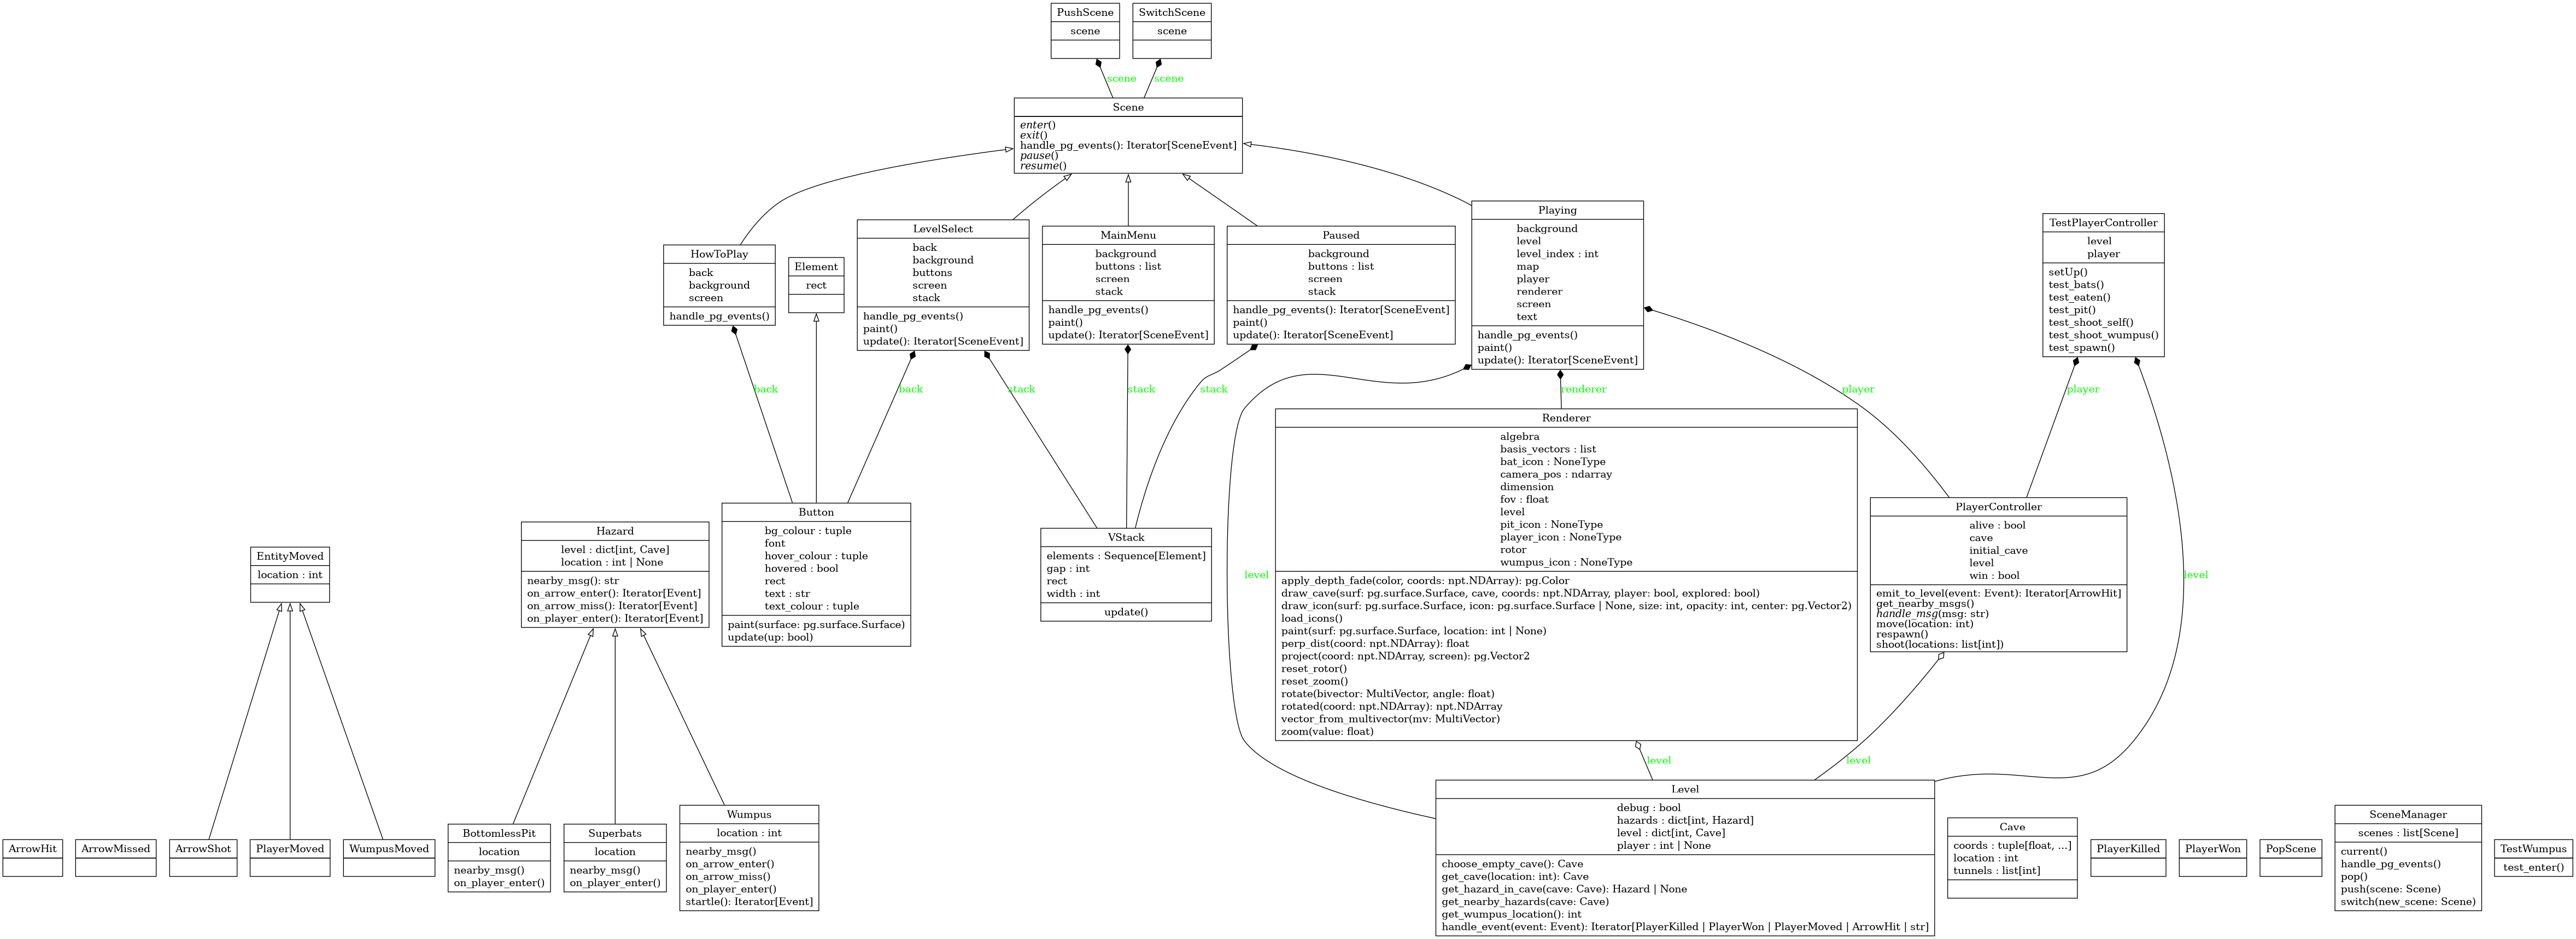 PushScene
scene
SwitchScene
scene
scene
scene
Scene
enter()
exit()
handle_pg_events(): Iterator[SceneEvent]
pause()
resume()
HowToPlay
back
background
screen
handle_pg_events()
Element
rect
LevelSelect
back
background
buttons
screen
stack
handle_pg_events()
paint()
update(): Iterator[SceneEvent]
MainMenu
background
buttons : list
screen
stack
handle_pg_events()
paint()
update(): Iterator[SceneEvent]
Paused
background
buttons : list
screen
stack
handle_pg_events(): Iterator[SceneEvent]
paint()
update(): Iterator[SceneEvent]
Playing
background
level
level_index : int
map
player
renderer
screen
text
handle_pg_events()
paint()
update(): Iterator[SceneEvent]
TestPlayerController
level
player
setUp()
test_bats()
test_eaten()
test_pit()
test_shoot_self()
test_shoot_wumpus()
test_spawn()
back
back
stack
stack
stack
renderer
player
player
EntityMoved
location : int
Hazard
level : dict[int, Cave]
location : int | None
nearby_msg(): str
on_arrow_enter(): Iterator[Event]
on_arrow_miss(): Iterator[Event]
on_player_enter(): Iterator[Event]
Button
bg_colour : tuple
font
hover_colour : tuple
hovered : bool
rect
text : str
text_colour : tuple
paint(surface: pg.surface.Surface)
update(up: bool)
VStack
elements : Sequence[Element]
gap : int
rect
width : int
update()
level
Renderer
algebra
basis_vectors : list
bat_icon : NoneType
camera_pos : ndarray
dimension
fov : float
level
pit_icon : NoneType
player_icon : NoneType
rotor
wumpus_icon : NoneType
apply_depth_fade(color, coords: npt.NDArray): pg.Color
draw_cave(surf: pg.surface.Surface, cave, coords: npt.NDArray, player: bool, explored: bool)
draw_icon(surf: pg.surface.Surface, icon: pg.surface.Surface | None, size: int, opacity: int, center: pg.Vector2)
load_icons()
paint(surf: pg.surface.Surface, location: int | None)
perp_dist(coord: npt.NDArray): float
project(coord: npt.NDArray, screen): pg.Vector2
reset_rotor()
reset_zoom()
rotate(bivector: MultiVector, angle: float)
rotated(coord: npt.NDArray): npt.NDArray
vector_from_multivector(mv: MultiVector)
zoom(value: float)
PlayerController
alive : bool
cave
initial_cave
level
win : bool
emit_to_level(event: Event): Iterator[ArrowHit]
get_nearby_msgs()
handle_msg(msg: str)
move(location: int)
respawn()
shoot(locations: list[int])
level
level
level
ArrowHit
ArrowMissed
ArrowShot
PlayerMoved
WumpusMoved
BottomlessPit
location
nearby_msg()
on_player_enter()
Superbats
location
nearby_msg()
on_player_enter()
Wumpus
location : int
nearby_msg()
on_arrow_enter()
on_arrow_miss()
on_player_enter()
startle(): Iterator[Event]
Level
debug : bool
hazards : dict[int, Hazard]
level : dict[int, Cave]
player : int | None
choose_empty_cave(): Cave
get_cave(location: int): Cave
get_hazard_in_cave(cave: Cave): Hazard | None
get_nearby_hazards(cave: Cave)
get_wumpus_location(): int
handle_event(event: Event): Iterator[PlayerKilled | PlayerWon | PlayerMoved | ArrowHit | str]
Cave
coords : tuple[float, ...]
location : int
tunnels : list[int]
PlayerKilled
PlayerWon
PopScene
SceneManager
scenes : list[Scene]
current()
handle_pg_events()
pop()
push(scene: Scene)
switch(new_scene: Scene)
TestWumpus
test_enter()